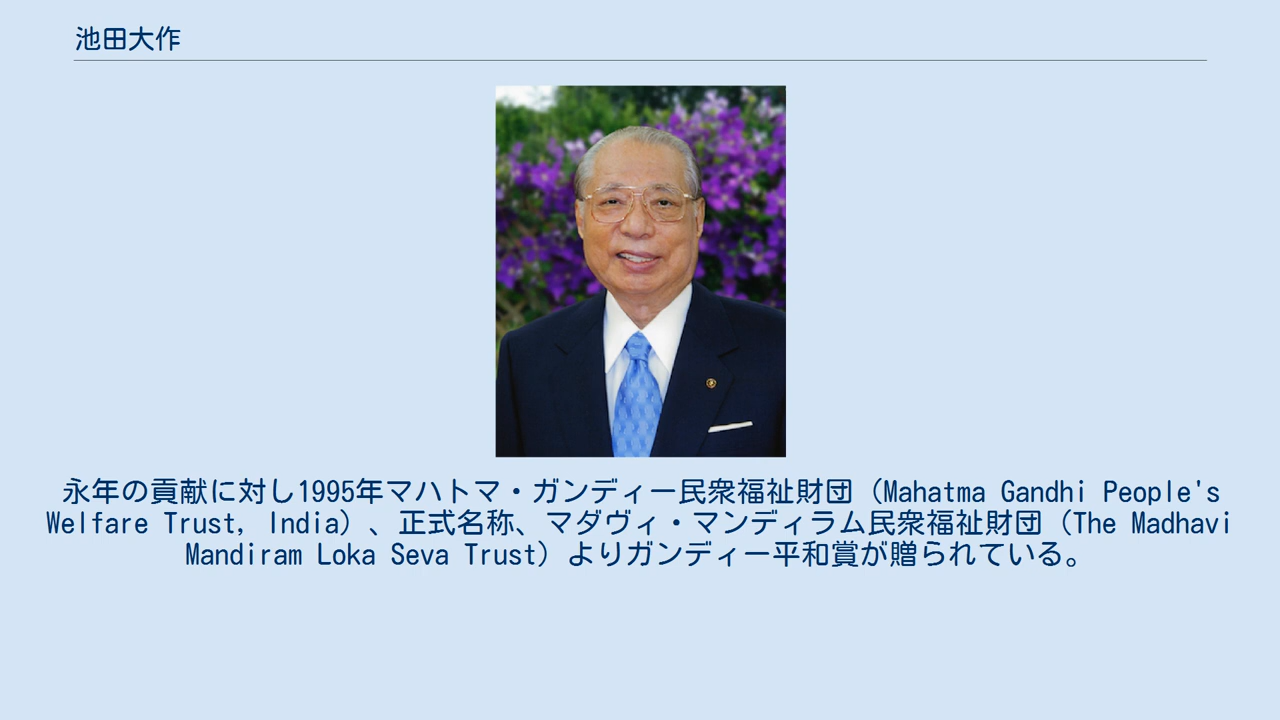 池田大作
永年の貢献に対し1995年マハトマ・ガンディー民衆福祉財団（Mahatma Gandhi People's
Welfare Trust, India）、正式名称、マダヴィ・マンディラム民衆福祉財団（The Madhavi
Mandiram Loka Seva Trust）よりガンディー平和賞が贈られている。